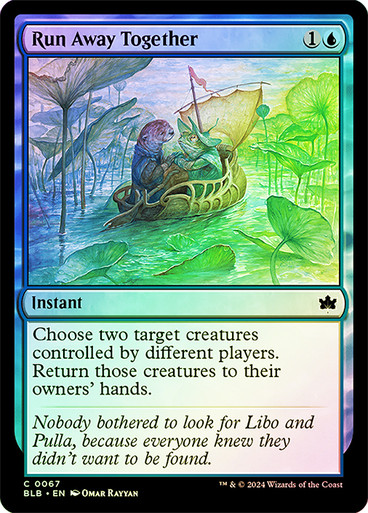 Run Away Together 1
Instant
Choose two target creatures
controlled by different players.
Return those creatures to their
owners' hands.
Nobody bothered to look for Libo and
Pulla, because everyone knew they
didn't want to be found.
C 0067
BLB • EN Omar Rayyan
™ & © 2024 Wizards of the Coast